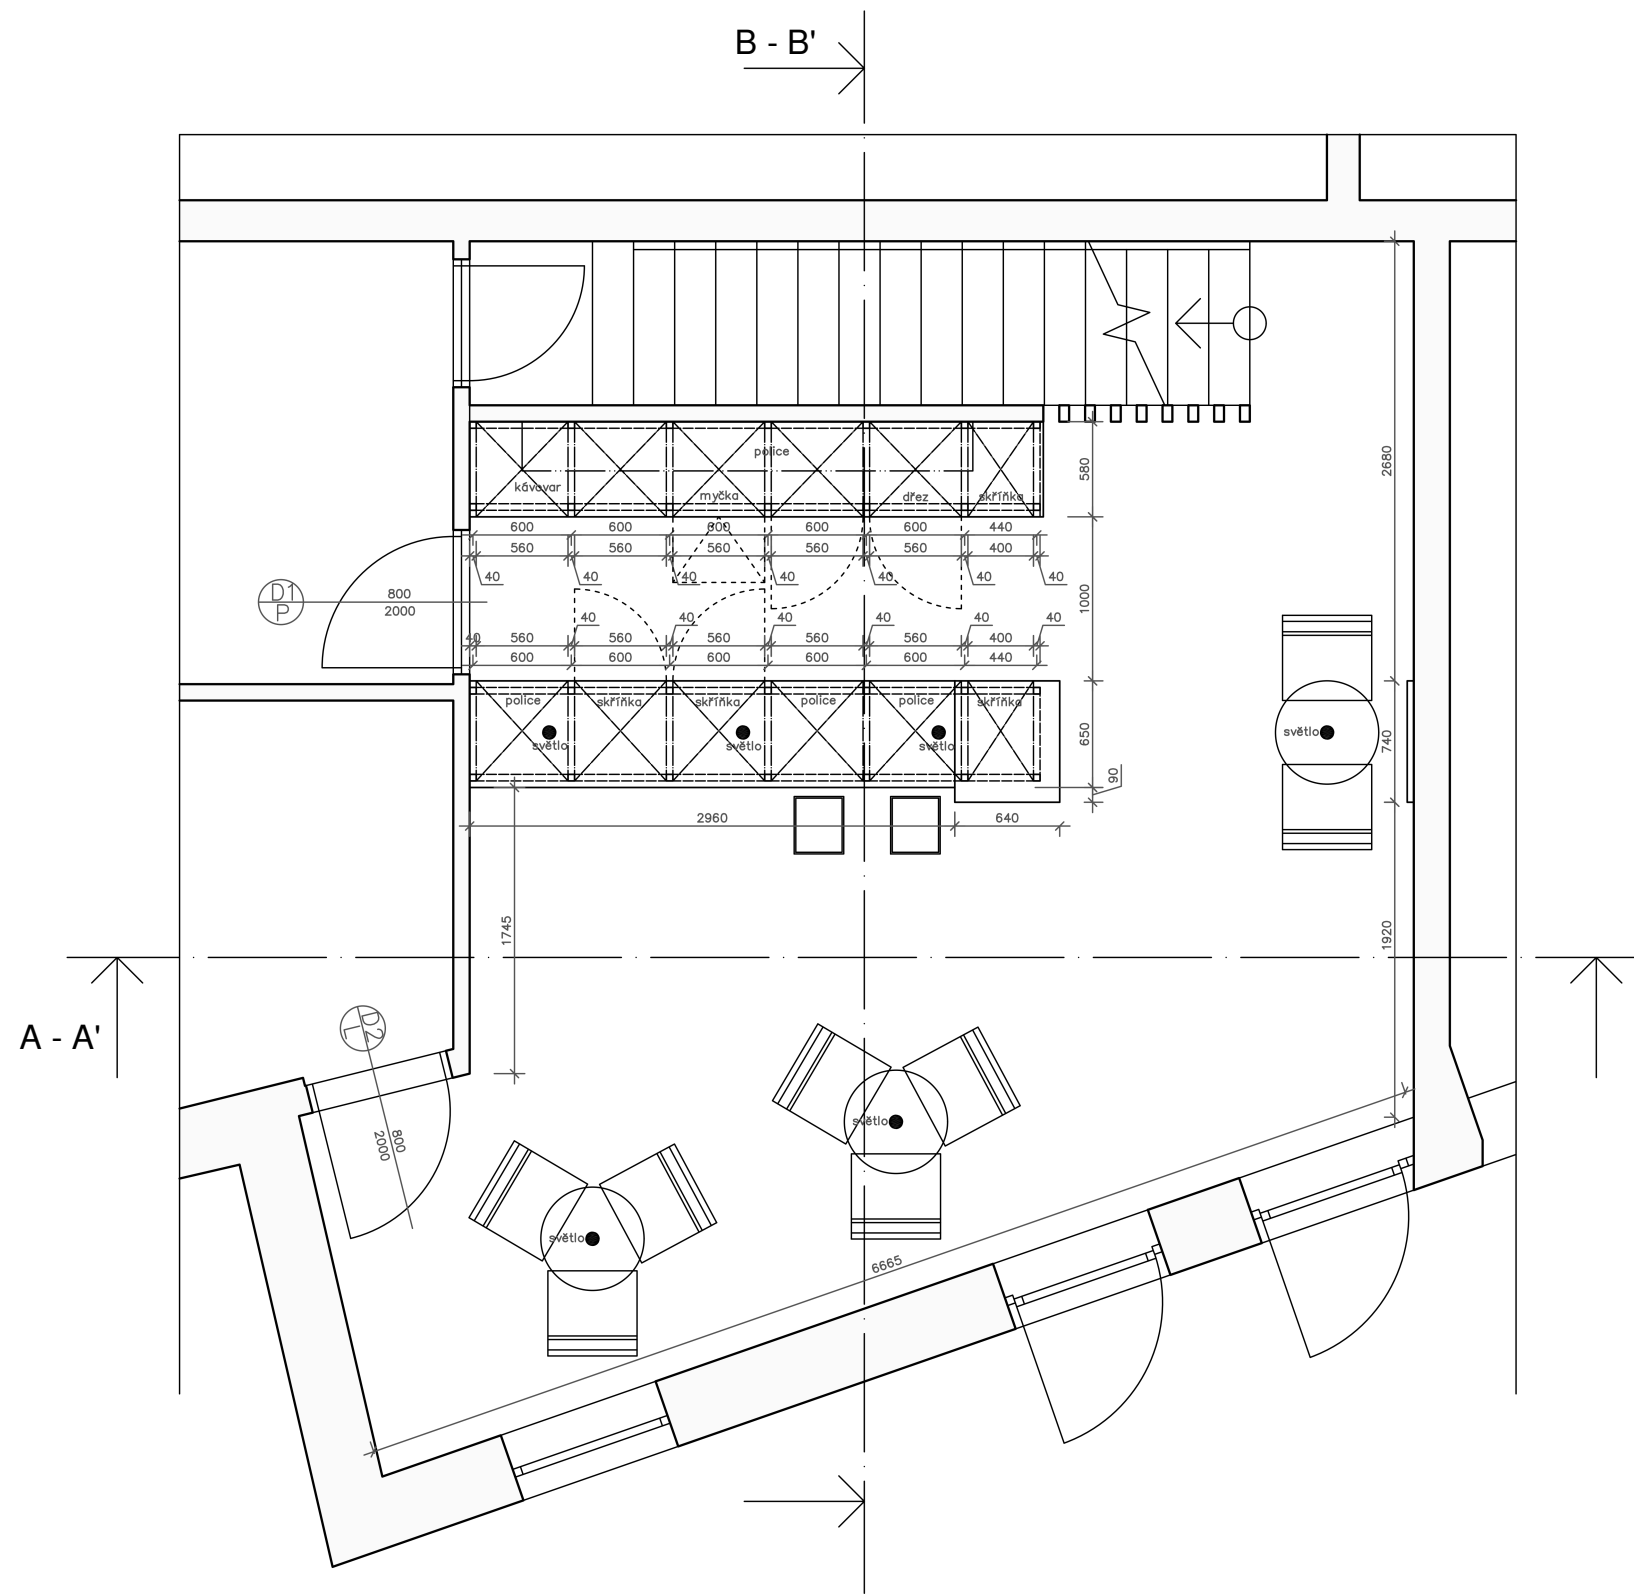 B - B'
police
kávovar
myčka
dřez
skříňka
600 600 600 600 600 440
560 560 560 560 560 400
40 40 40 40 40 40 40
580
2680
D1
P
800
2000
1000
40 40 40 40 40 40
40 560 560 560 560 560 400
600 600 600 600 600 440
police skříňka skříňka police police skříňka
světlo světlo světlo
světlo
650
740
90
2960 640
1745
1920
A - A'
D2
L
800
2000
světlo
světlo
6665